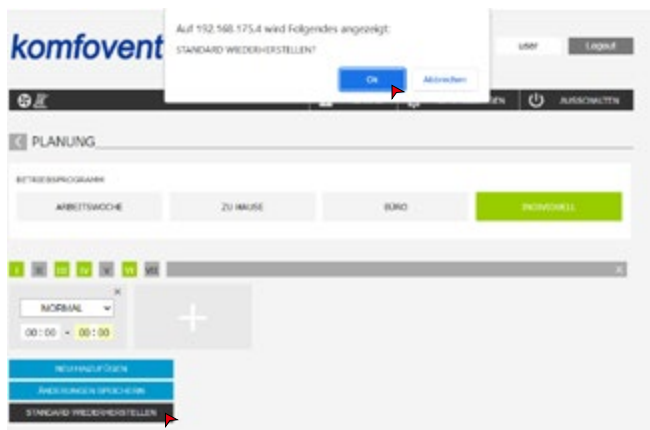 komfovent
Auf 192.168.175.4 wird Folgendes angezeigt:
STANDARD WIEDERHERSTELLEN?
Ok
Abbrechen
user
Logout
AUSSCHALTEN
PLANUNG
BETRIEBSPROGRAMM
ARBEITSWOCHE
ZU HAUSE
BÜRO
INDIVIDUELL
I II III IV V VI VII
X
NORMAL
00:00 - 00:00
NEU HINZUFÜGEN
ÄNDERUNGEN SPEICHERN
STANDARD WIEDERHERSTELLEN